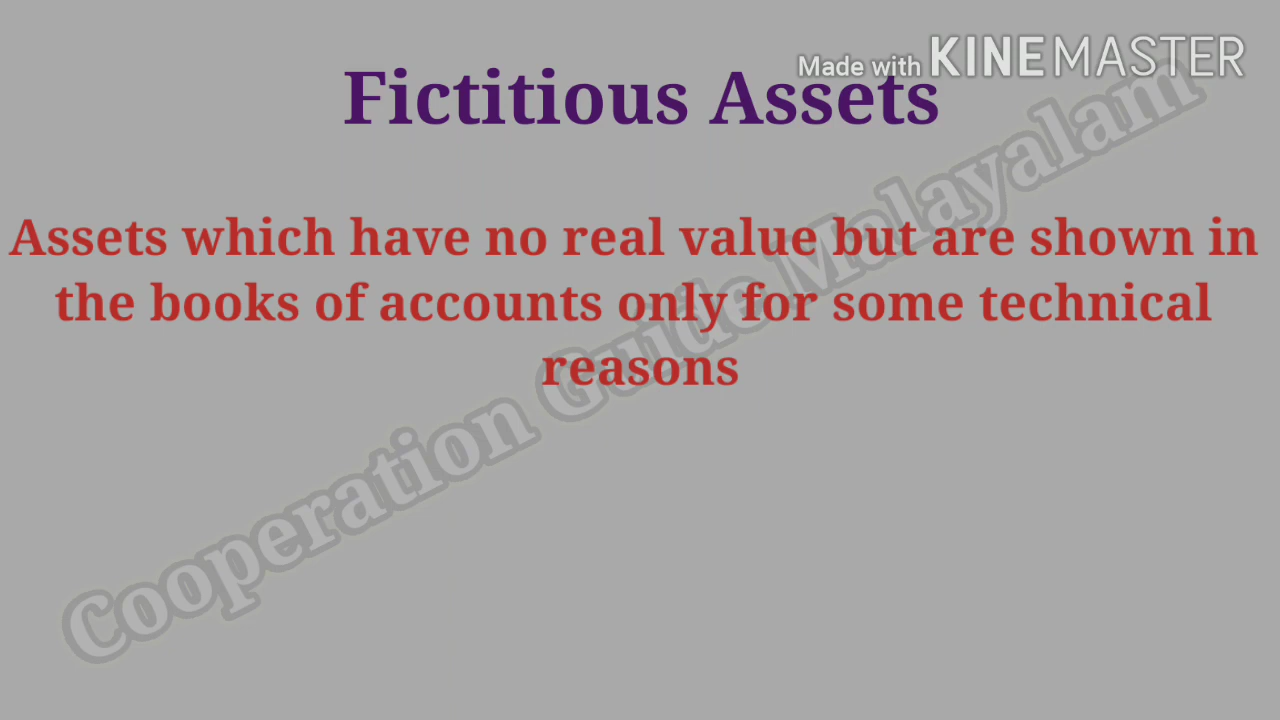 Made with KINEMASTER
Fictitious Assets
Assets which have no real value but are shown in
the books of accounts only for some technical
reasons
Cooperation Guide Malayalam